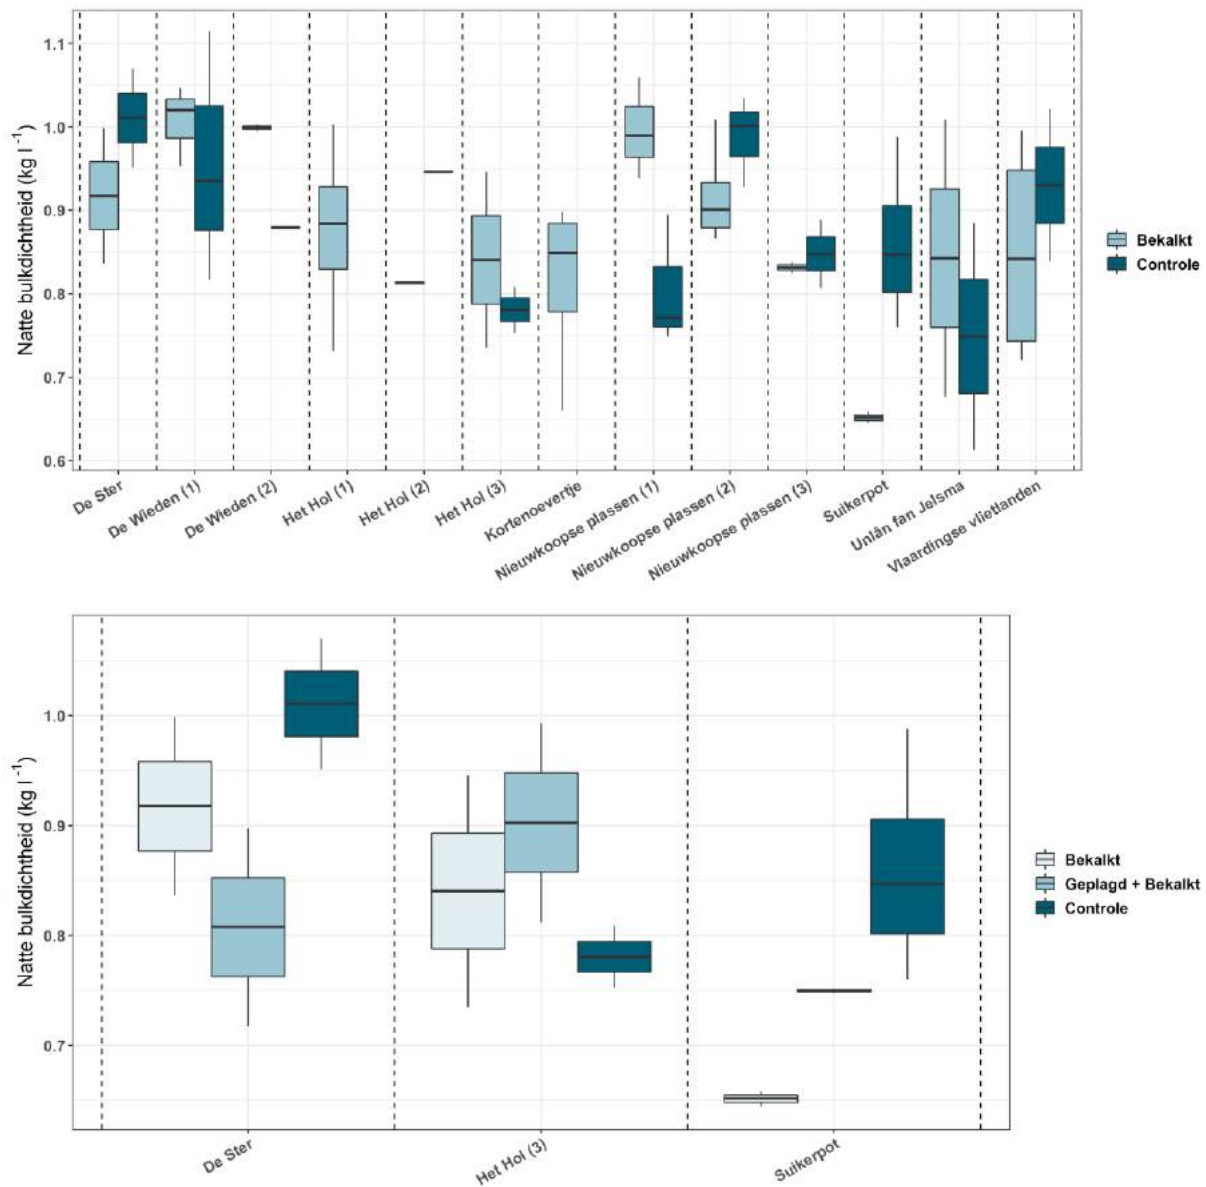 1.1
1.0
0.9
0.8
0.7
0.6
Natte bulkdichtheid (kg l⁻¹)
De Ster
De Wieden (1)
De Wieden (2)
Het Hol (1)
Het Hol (2)
Het Hol (3)
Kortenoevertje
Nieuwkoopse plassen (1)
Nieuwkoopse plassen (2)
Nieuwkoopse plassen (3)
Suikerpot
Unlân fan Jelsma
Vlaardingse vlietlanden
Bekalkt
Controle
1.0
0.9
0.8
0.7
Natte bulkdichtheid (kg l⁻¹)
De Ster
Het Hol (3)
Suikerpot
Bekalkt
Geplagd + Bekalkt
Controle